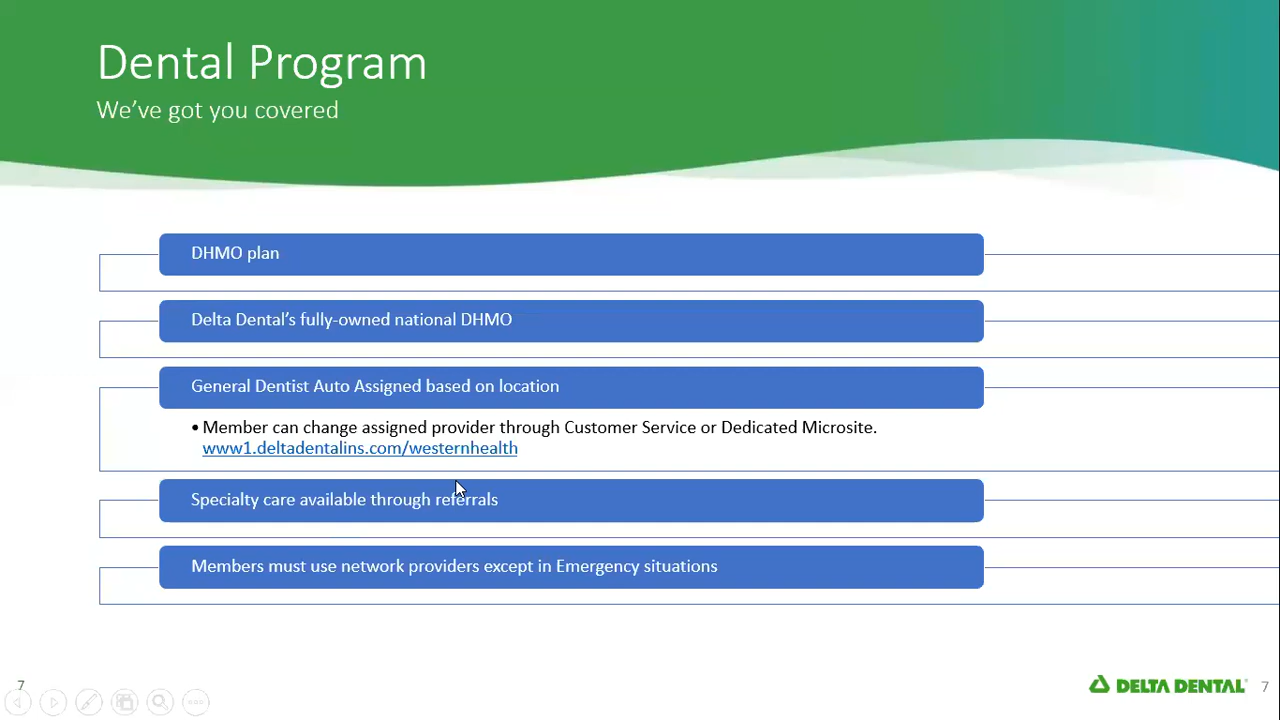 Dental Program
We’ve got you covered
DHMO plan
Delta Dental’s fully-owned national DHMO
General Dentist Auto Assigned based on location
• Member can change assigned provider through Customer Service or Dedicated Microsite.
www1.deltadentalins.com/westernhealth
Specialty care available through referrals
Members must use network providers except in Emergency situations
7
DELTA DENTAL® 7